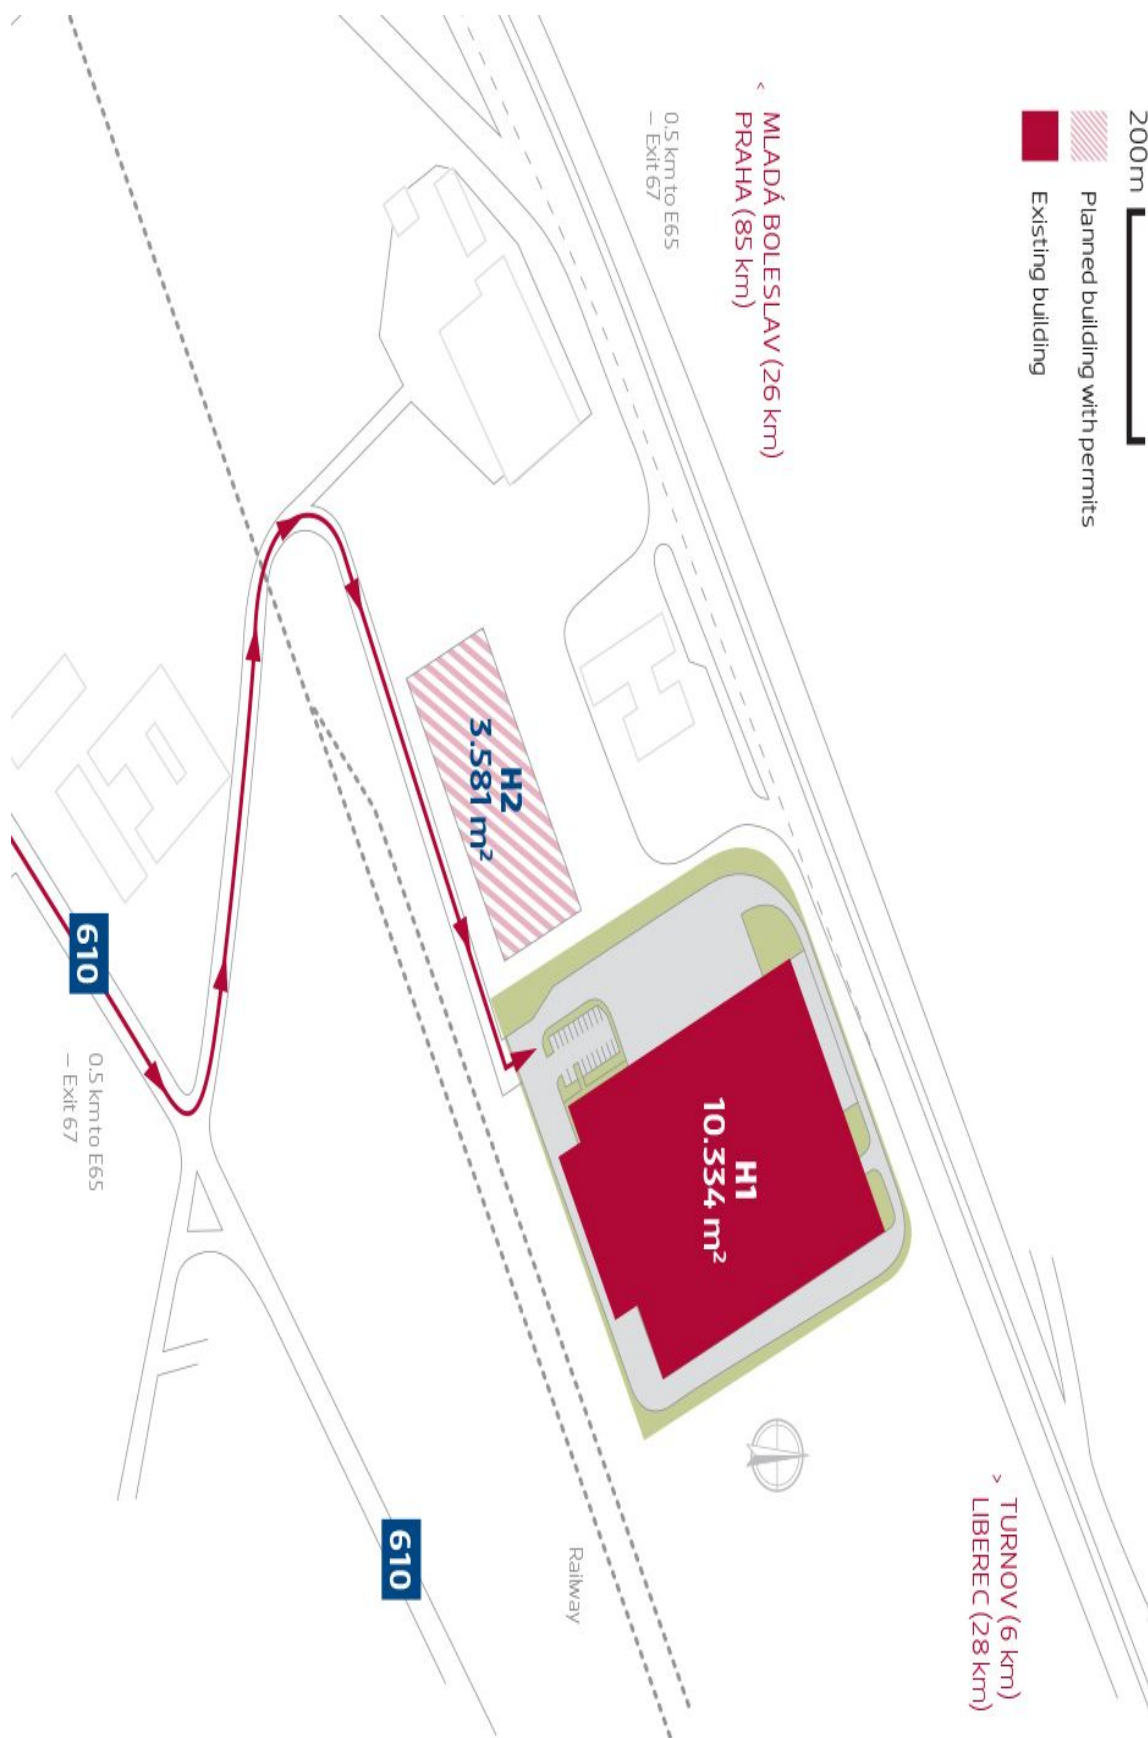 200m
Planned building with permits
Existing building
< MLADÁ BOLESLAV (26 km)
PRAHA (85 km)
0.5 km to E65
– Exit 67
> TURNOV (6 km)
LIBEREC (28 km)
H1
10.334 m²
H2
3.581 m²
Railway
610
610
0.5 km to E65
– Exit 67